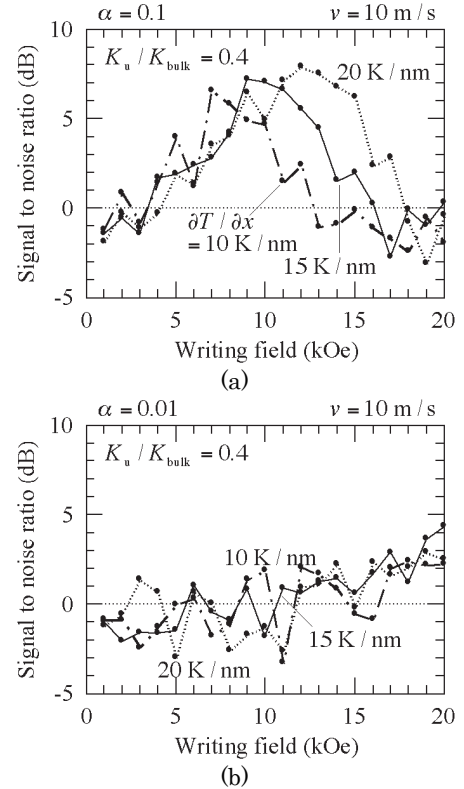 α = 0.1 v = 10 m / s
K_u / K_bulk = 0.4
20 K / nm
∂T / ∂x
= 10 K / nm
15 K / nm
Signal to noise ratio (dB)
10
5
0
-5
0 5 10 15 20
Writing field (kOe)
(a)
α = 0.01 v = 10 m / s
K_u / K_bulk = 0.4
10 K / nm
15 K / nm
20 K / nm
Signal to noise ratio (dB)
10
5
0
-5
0 5 10 15 20
Writing field (kOe)
(b)